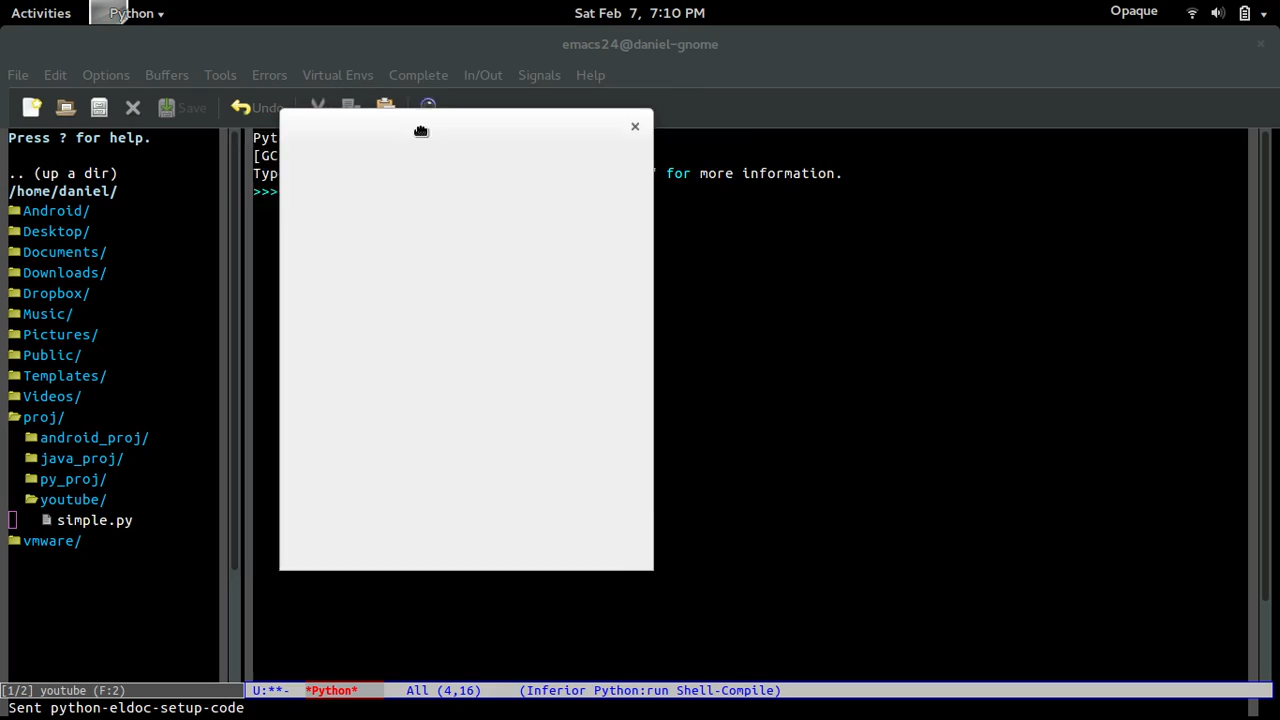 Activities Python Sat Feb 7, 7:10 PM Opaque
emacs24@daniel-gnome
File Edit Options Buffers Tools Errors Virtual Envs Complete In/Out Signals Help
Save Undo
Press ? for help.
.. (up a dir)
/home/daniel/
Android/
Desktop/
Documents/
Downloads/
Dropbox/
Music/
Pictures/
Public/
Templates/
Videos/
proj/
android_proj/
java_proj/
py_proj/
youtube/
simple.py
vmware/
Pyt
[GC
Typ for more information.
>>>
[1/2] youtube (F:2)
U:**- *Python* All (4,16) (Inferior Python:run Shell-Compile)
Sent python-eldoc-setup-code